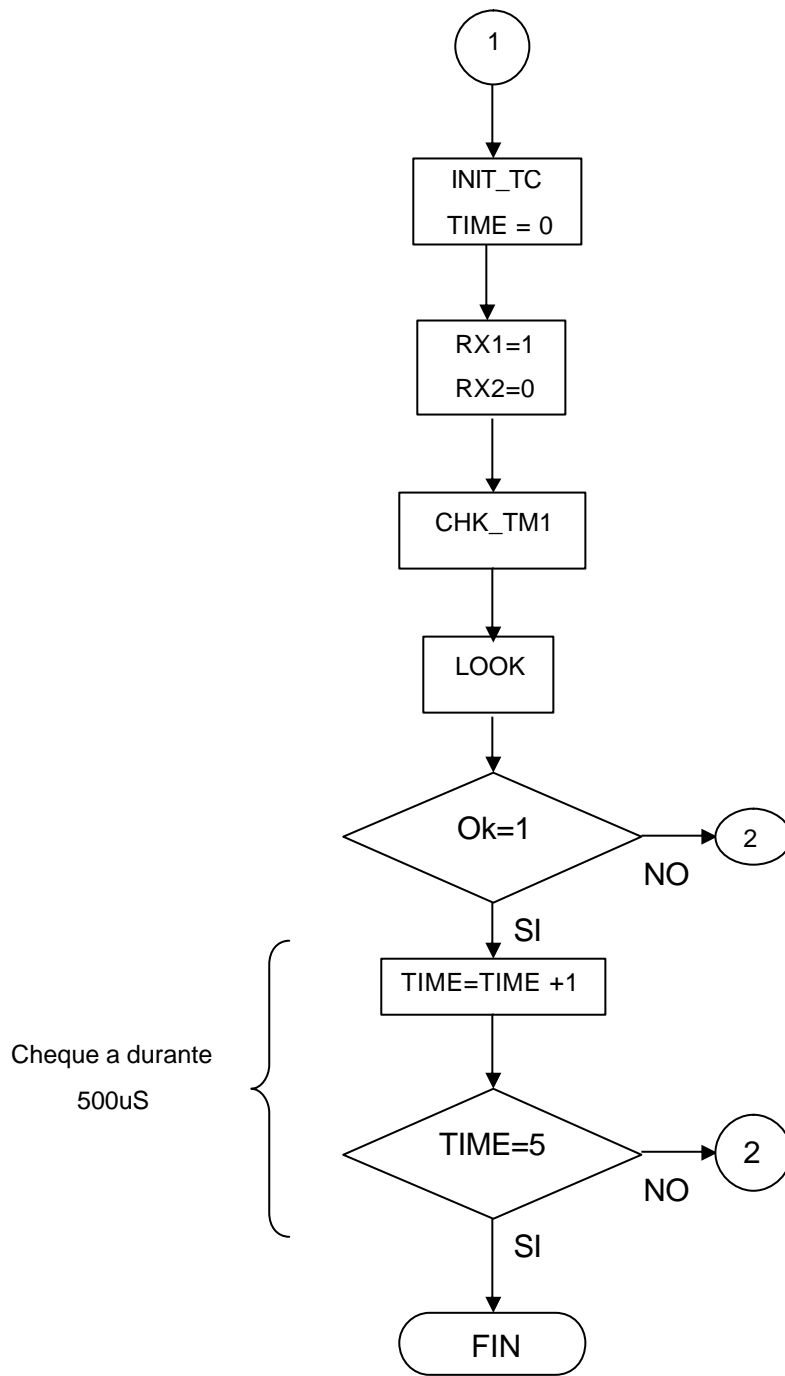 1
INIT_TC
TIME = 0
RX1=1
RX2=0
CHK_TM1
LOOK
Ok=1
2
NO
SI
TIME=TIME +1
Cheque a durante
500uS
TIME=5
2
NO
SI
FIN